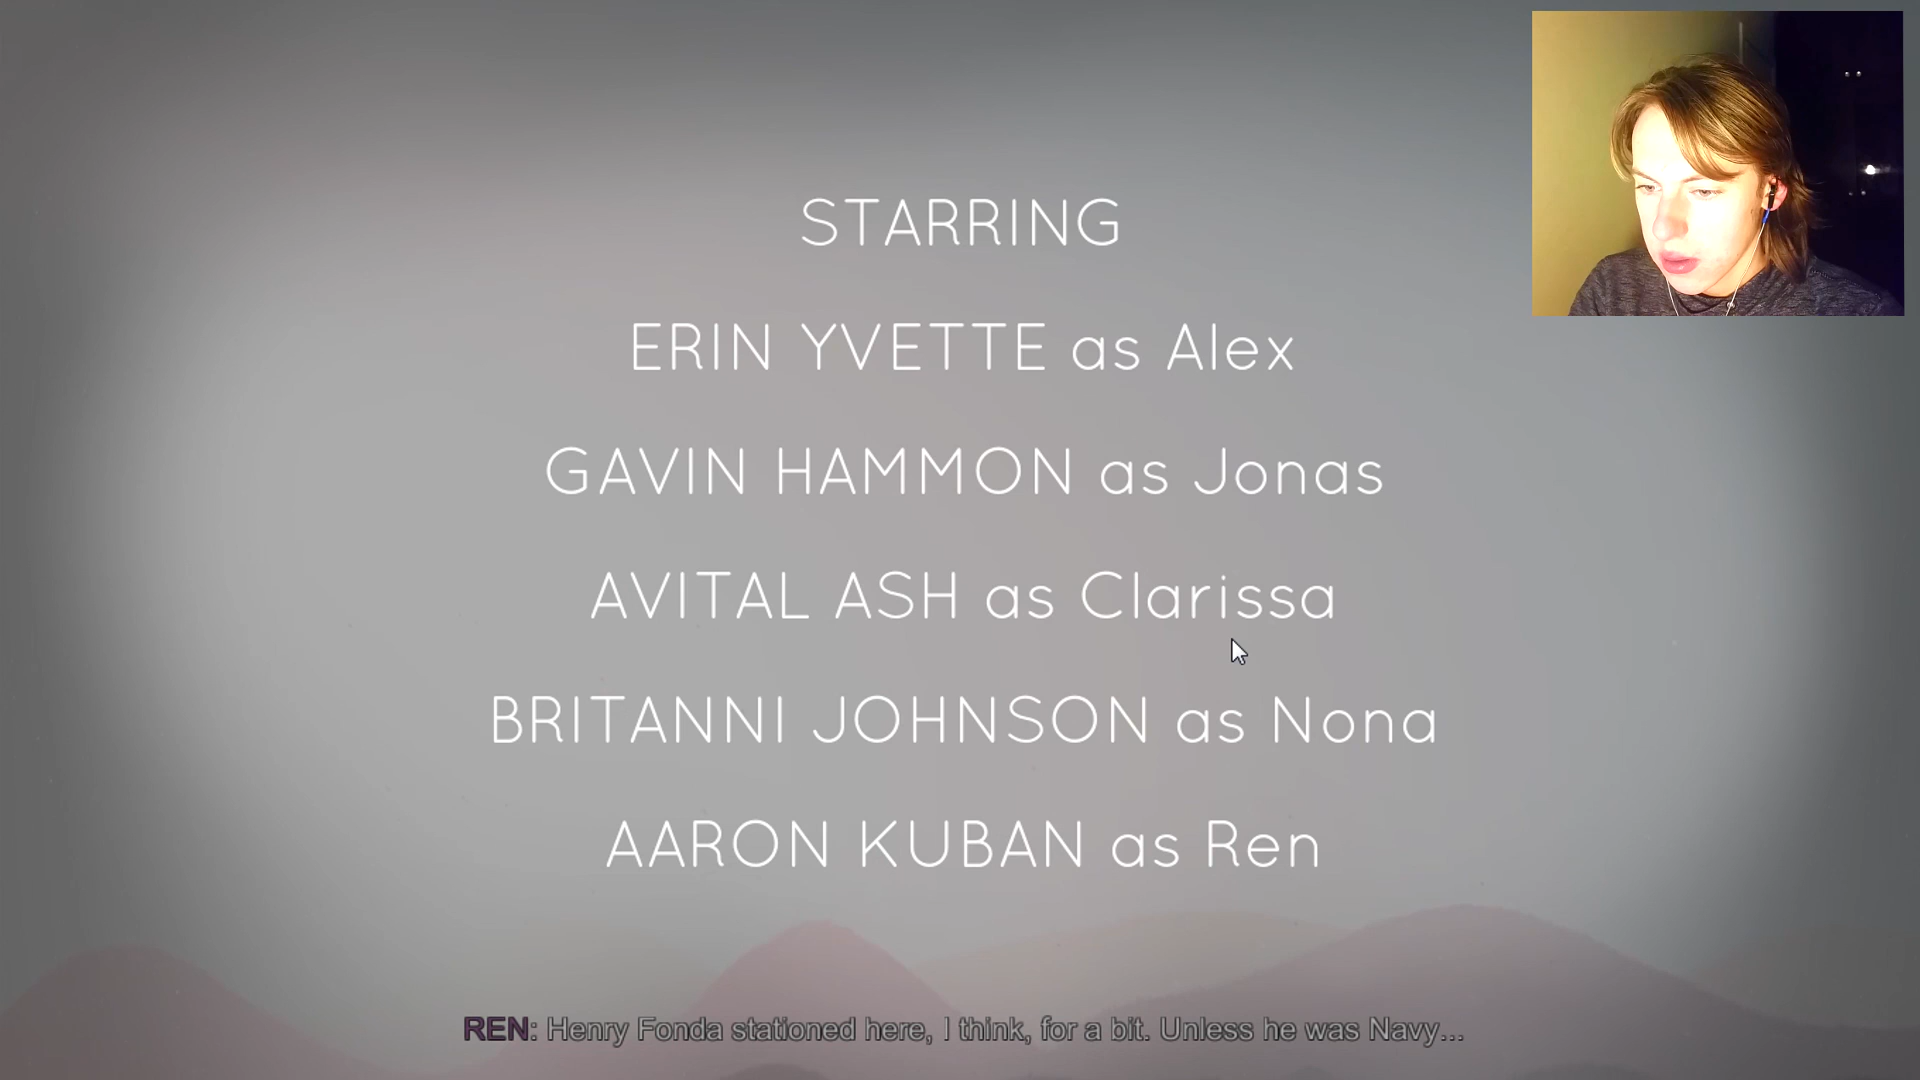 STARRING
ERIN YVETTE as Alex
GAVIN HAMMON as Jonas
AVITAL ASH as Clarissa
BRITANNI JOHNSON as Nona
AARON KUBAN as Ren
REN: Henry Fonda stationed here, I think, for a bit. Unless he was Navy...